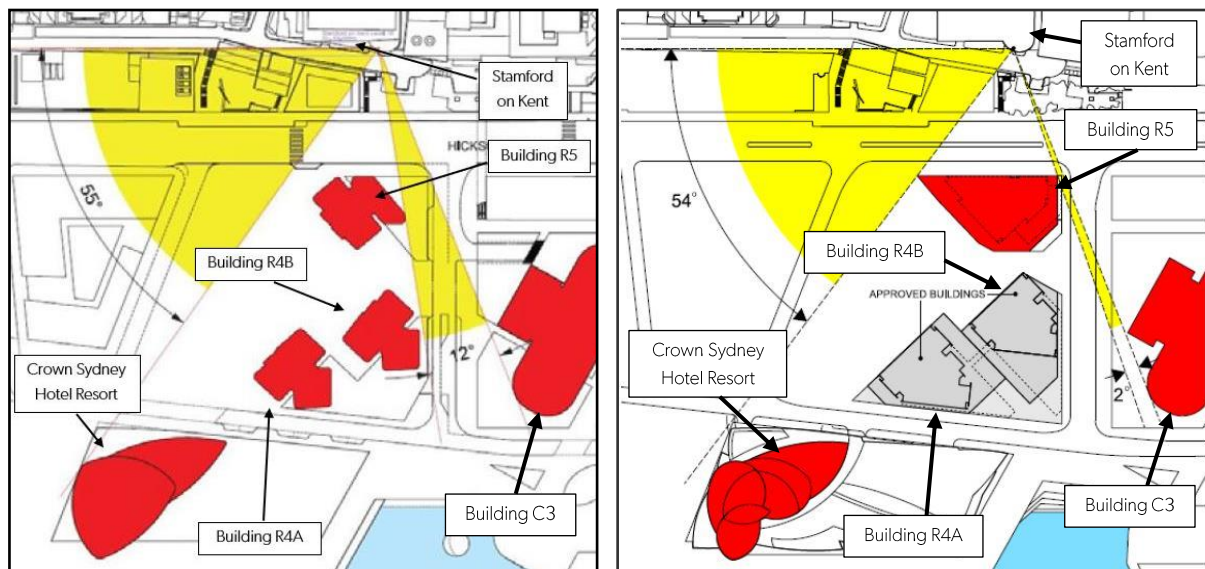 Stamford
on Kent
Building R5
HICKS
55°
Building R4B
Crown Sydney
Hotel Resort
12°
Building C3
Building R4A
Stamford
on Kent
Building R5
54°
Building R4B
APPROVED BUILDINGS
Crown Sydney
Hotel Resort
2°
Building C3
Building R4A